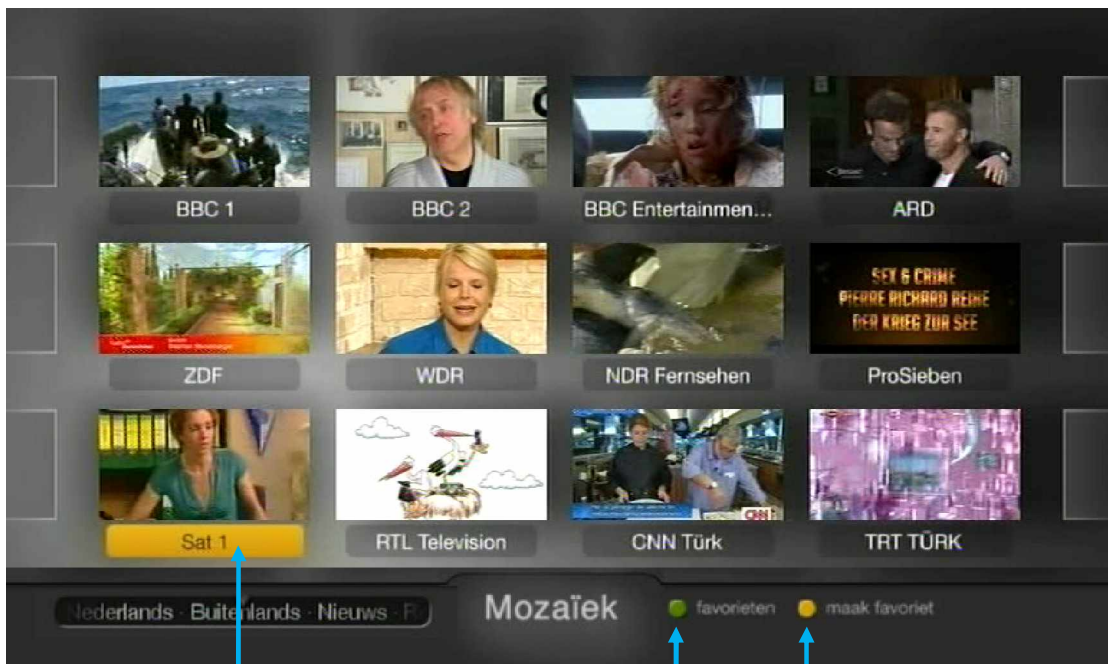 BBC 1
BBC 2
BBC Entertainmen...
ARD
SEX & CRIME
PIERRE RICHARD REIHE
DER KRIEG ZUR SEE
ZDF
WDR
NDR Fernsehen
ProSieben
CNN
Sat 1
RTL Television
CNN Türk
TRT TÜRK
Nederlands · Buitenlands · Nieuws · R
Mozaïek
favorieten
maak favoriet